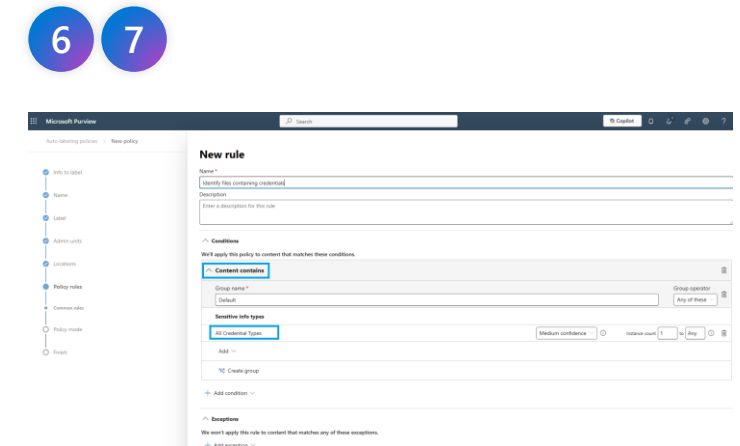 6 7
Microsoft Purview Search Copilot ?
Auto-labeling policies > New policy
New rule
Info to label
Name *
Identify files containing credentials
Name
Description
Enter a description for this rule
Label
Admin units
Conditions
We'll apply this policy to content that matches these conditions.
Locations
Content contains
Policy rules
Group name * Group operator
Default Any of these
Common rules
Sensitive info types
Policy mode
All Credential Types Medium confidence Instance count 1 to Any
Finish
Add
Create group
+ Add condition
Exceptions
We won't apply this rule to content that matches any of these exceptions.
+ Add exception